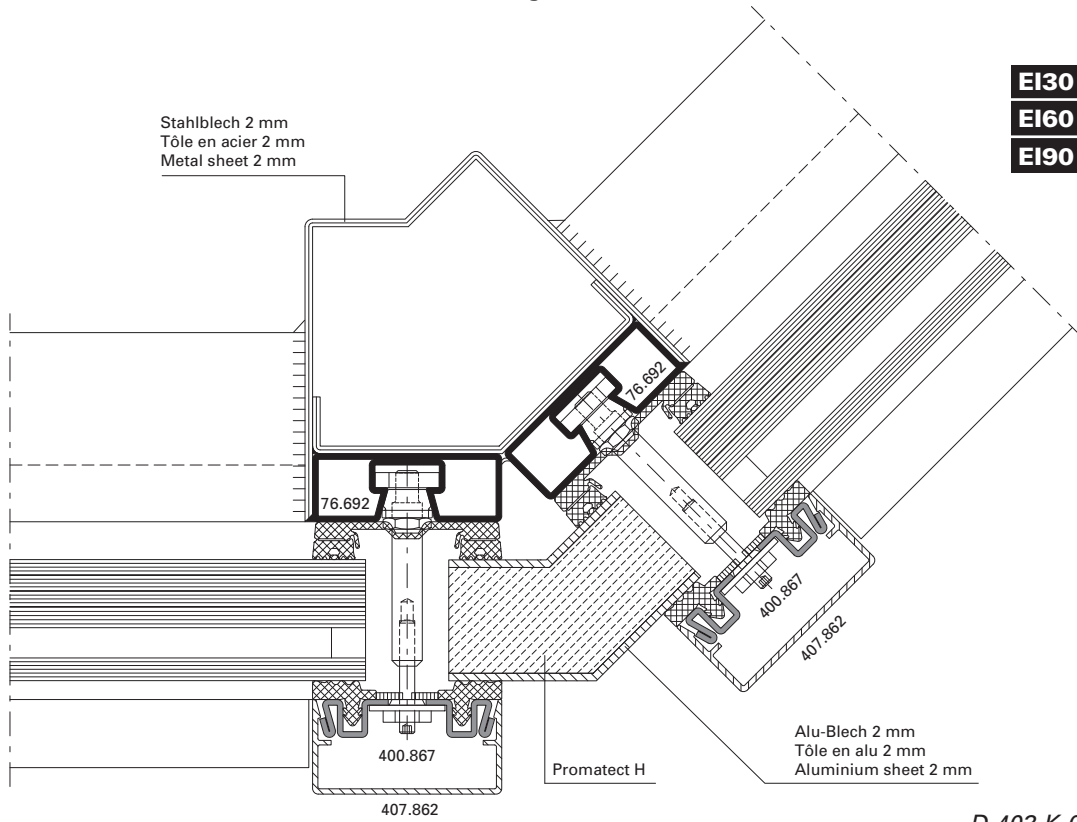 EI30
EI60
EI90
Stahlblech 2 mm
Tôle en acier 2 mm
Metal sheet 2 mm
76.692
76.692
400.867
407.862
400.867
407.862
Promatect H
Alu-Blech 2 mm
Tôle en alu 2 mm
Aluminium sheet 2 mm